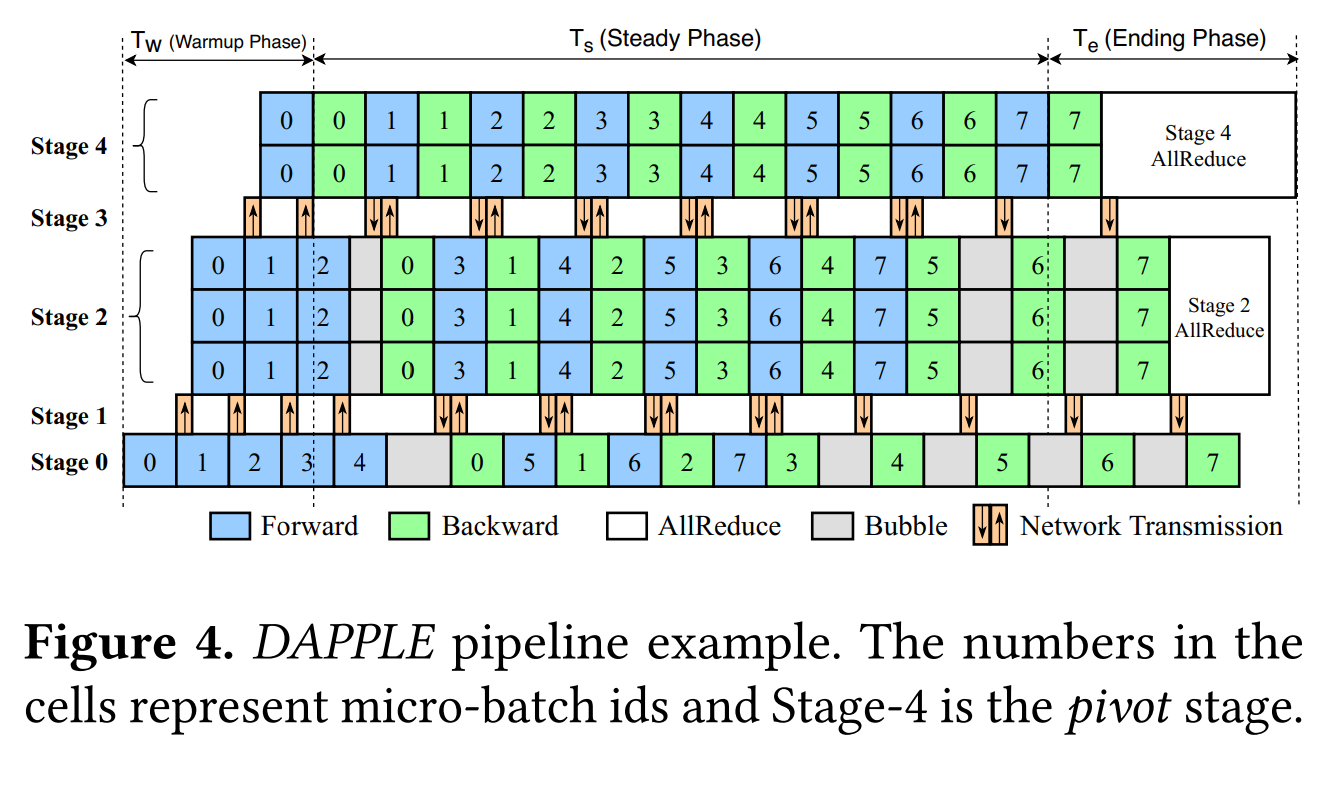 Tw (Warmup Phase) Ts (Steady Phase) Te (Ending Phase)
Stage 4
0 0 1 1 2 2 3 3 4 4 5 5 6 6 7 7
0 0 1 1 2 2 3 3 4 4 5 5 6 6 7 7
Stage 4
AllReduce
Stage 3
Stage 2
0 1 2 0 3 1 4 2 5 3 6 4 7 5 6 7
0 1 2 0 3 1 4 2 5 3 6 4 7 5 6 7
0 1 2 0 3 1 4 2 5 3 6 4 7 5 6 7
Stage 2
AllReduce
Stage 1
Stage 0 0 1 2 3 4 0 5 1 6 2 7 3 4 5 6 7
Forward Backward AllReduce Bubble Network Transmission
Figure 4. DAPPLE pipeline example. The numbers in the
cells represent micro-batch ids and Stage-4 is the pivot stage.